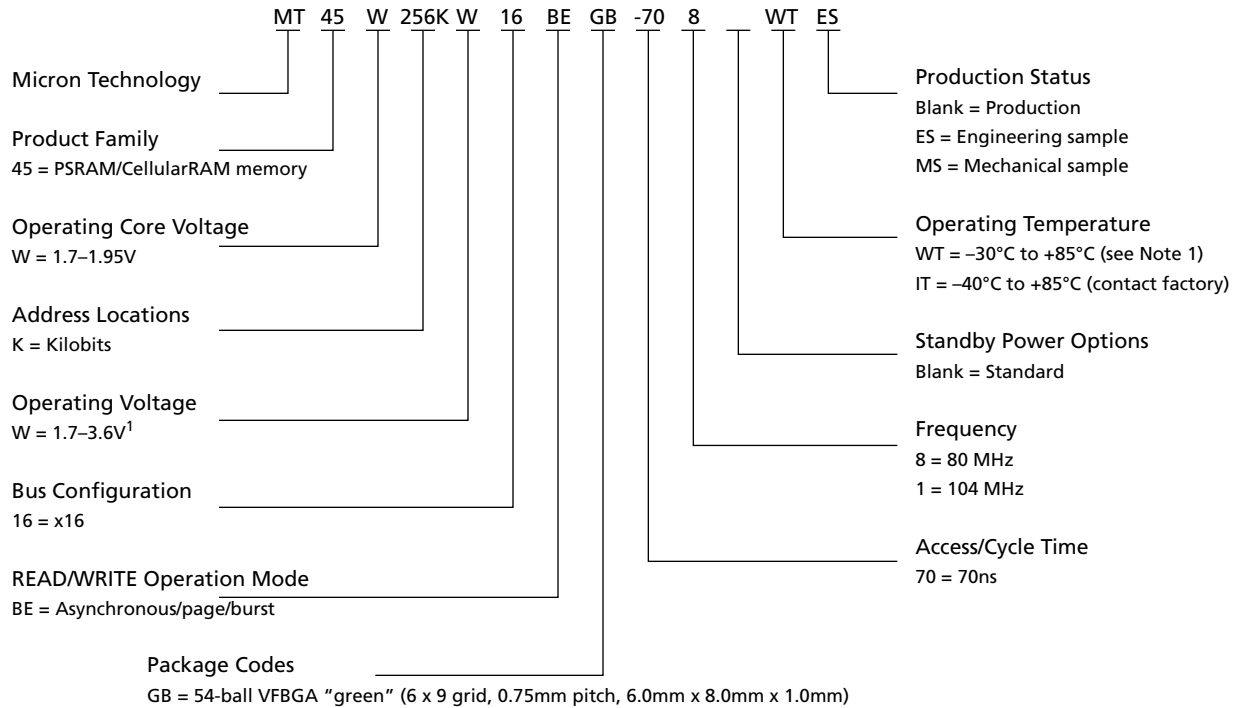 MT 45 W 256K W 16 BE GB -70 8 WT ES
Micron Technology
Product Family
45 = PSRAM/CellularRAM memory
Operating Core Voltage
W = 1.7–1.95V
Address Locations
K = Kilobits
Operating Voltage
W = 1.7–3.6V¹
Bus Configuration
16 = x16
READ/WRITE Operation Mode
BE = Asynchronous/page/burst
Package Codes
GB = 54-ball VFBGA “green” (6 x 9 grid, 0.75mm pitch, 6.0mm x 8.0mm x 1.0mm)
Production Status
Blank = Production
ES = Engineering sample
MS = Mechanical sample
Operating Temperature
WT = –30°C to +85°C (see Note 1)
IT = –40°C to +85°C (contact factory)
Standby Power Options
Blank = Standard
Frequency
8 = 80 MHz
1 = 104 MHz
Access/Cycle Time
70 = 70ns